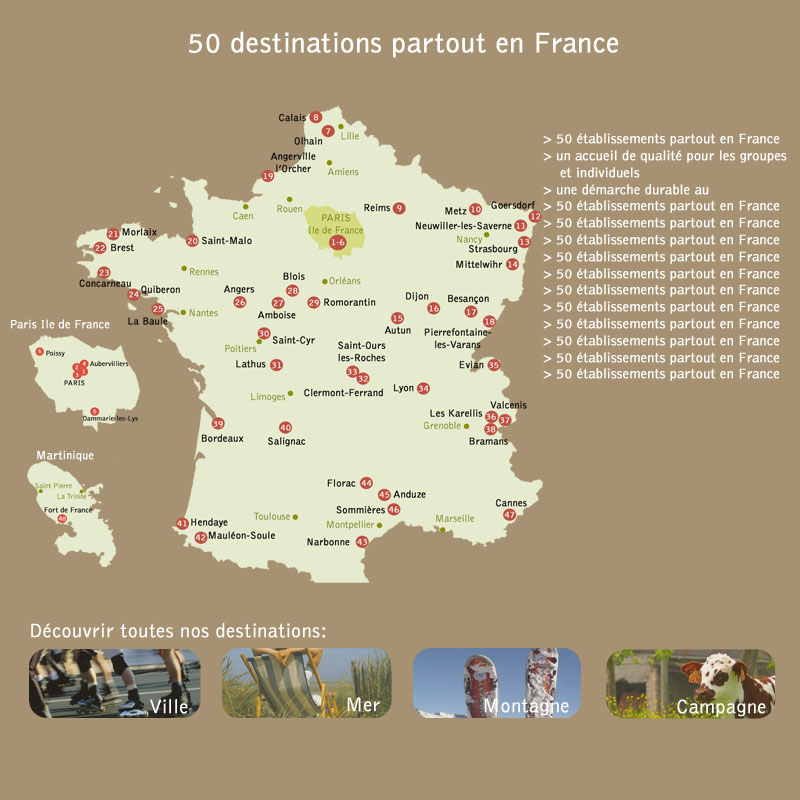 50 destinations partout en France
Calais 8
7
Olhain
Lille
Angerville
l'Orcher
19
Amiens
> 50 établissements partout en France
> un accueil de qualité pour les groupes
et individuels
> une démarche durable au
> 50 établissements partout en France
> 50 établissements partout en France
> 50 établissements partout en France
> 50 établissements partout en France
> 50 établissements partout en France
> 50 établissements partout en France
> 50 établissements partout en France
> 50 établissements partout en France
> 50 établissements partout en France
> 50 établissements partout en France
> 50 établissements partout en France
Caen
Rouen
PARIS
Ile de France
1-6
Reims 9
Metz 10
Goersdorf
12
Neuwiller-les-Saverne 11
Nancy
Strasbourg 13
Mittelwihr 14
21 Morlaix
22 Brest
20 Saint-Malo
23
Concarneau
Rennes
Quiberon
24
25
La Baule
Nantes
Angers
26
Blois
28
27
Amboise
29 Romorantin
Orléans
Dijon
16
Besançon
17
18
15
Autun
Pierrefontaine-
les-Varans
30
Saint-Cyr
Poitiers
Lathus 31
Saint-Ours
les-Roches
33
32
Clermont-Ferrand
Evian 35
Limoges
Lyon 34
Valcenis
Les Karellis 36
37
Grenoble
38
Bramans
39
Bordeaux
40
Salignac
Florac 44
45 Anduze
Sommières 46
Cannes
47
41 Hendaye
42 Mauléon-Soule
Toulouse
Montpellier
Marseille
Narbonne 43
Paris Ile de France
6
Poissy
Aubervilliers
PARIS
5
Dammarie-les-Lys
Martinique
Saint Pierre
La Trinité
Fort de France
48
Découvrir toutes nos destinations:
Ville
Mer
Montagne
Campagne